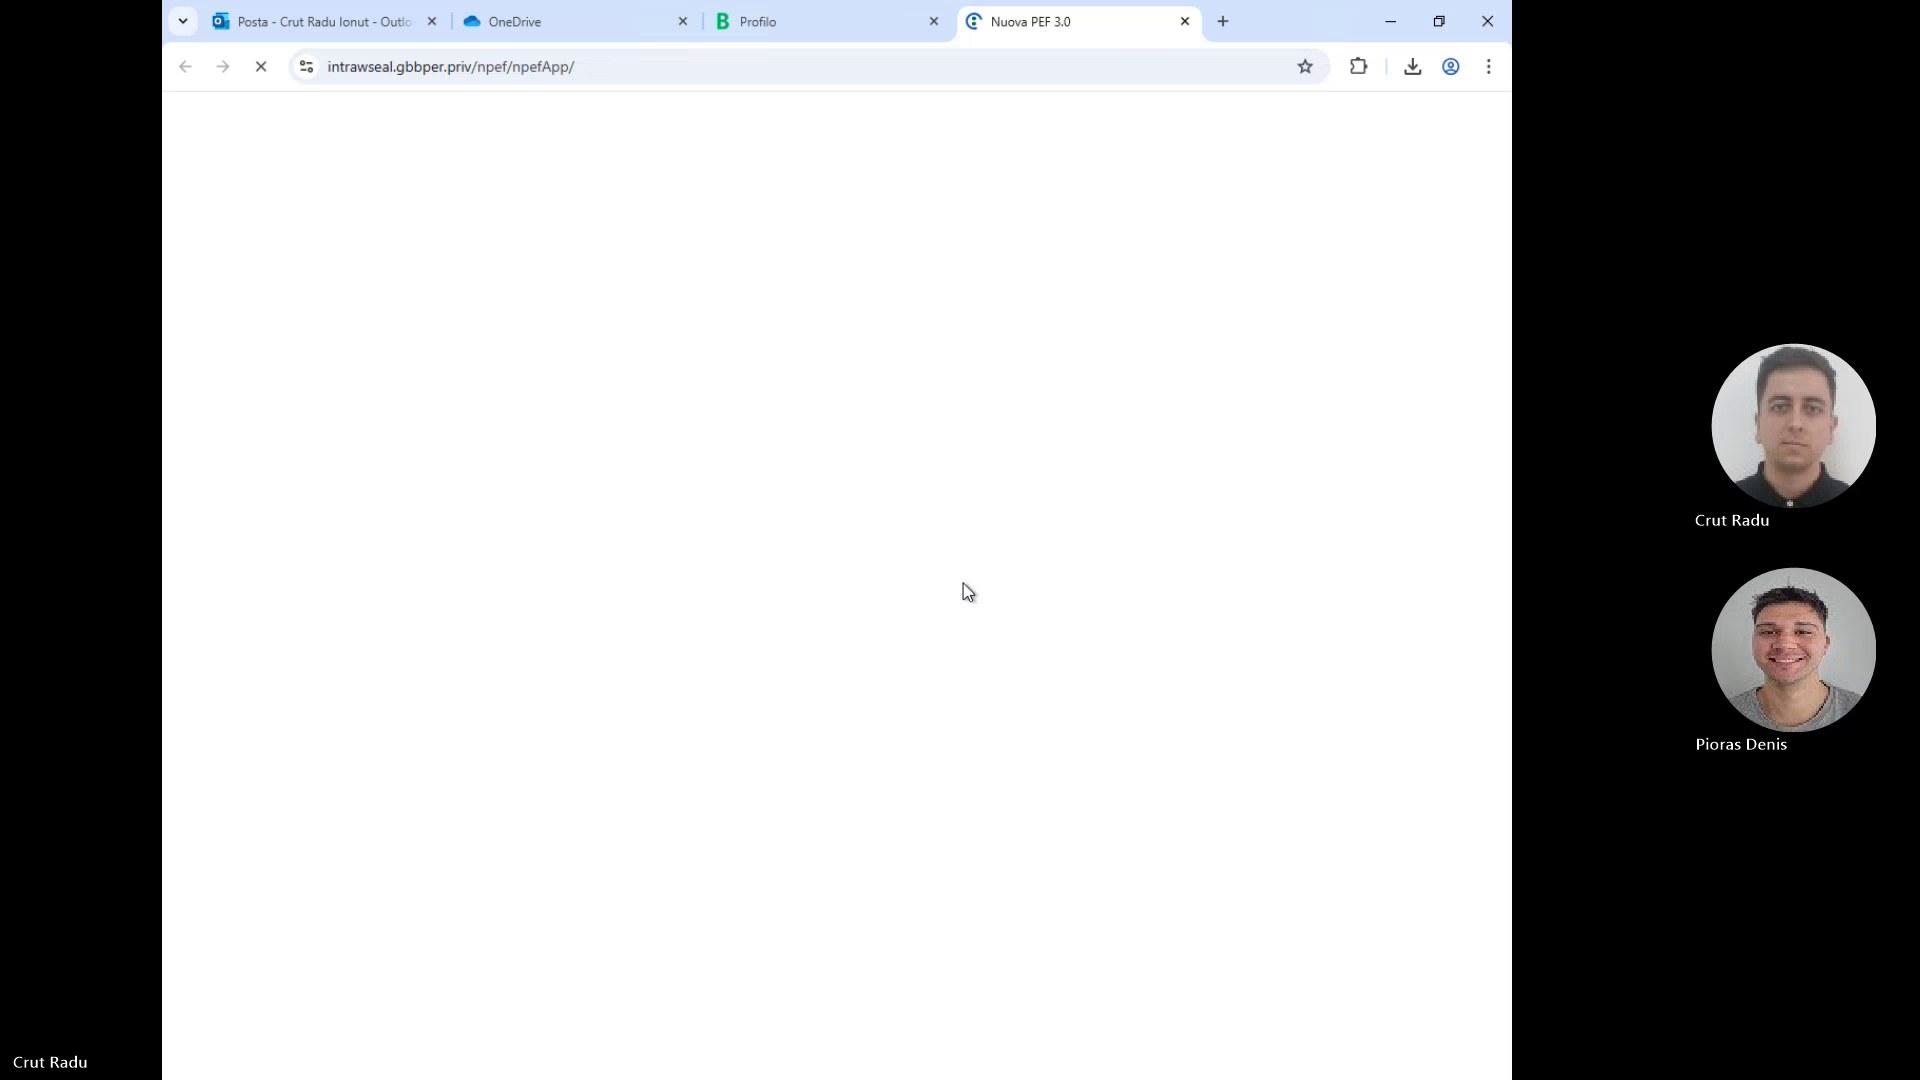 Posta - Crut Radu Ionut - Outlo
OneDrive
Profilo
Nuova PEF 3.0
intrawseal.gbbper.priv/npef/npefApp/
Crut Radu
Pioras Denis
Crut Radu